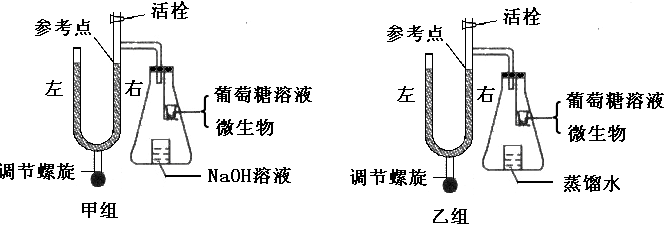 活栓
参考点
左
右
葡萄糖溶液
微生物
调节螺旋
NaOH溶液
甲组
活栓
参考点
左
右
葡萄糖溶液
微生物
调节螺旋
蒸馏水
乙组